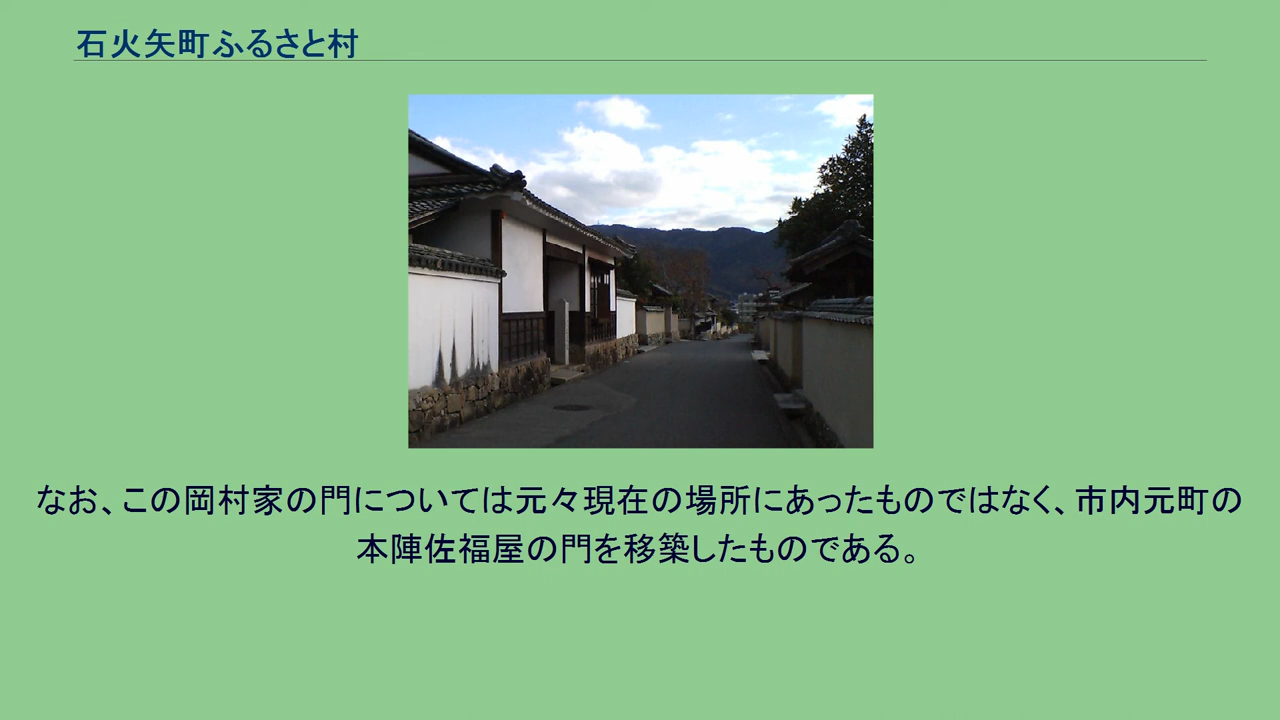 石火矢町ふるさと村
なお、この岡村家の門については元々現在の場所にあったものではなく、市内元町の
本陣佐福屋の門を移築したものである。